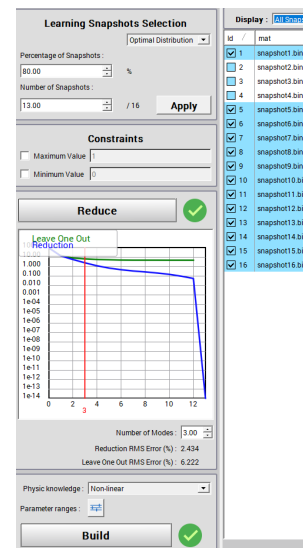 Learning Snapshots Selection
Optimal Distribution
Percentage of Snapshots :
80.00 %
Number of Snapshots :
13.00 / 16 Apply
Constraints
Maximum Value 1
Minimum Value 0
Reduce
Leave One Out
Reduction
1.000
0.100
0.010
0.001
1e-04
1e-05
1e-06
1e-07
1e-08
1e-09
1e-10
1e-11
1e-12
1e-13
1e-14
0 2 4 6 8 10 12
3
Number of Modes : 3.00
Reduction RMS Error (%) : 2.434
Leave One Out RMS Error (%) : 6.222
Physic knowledge : Non-linear
Parameter ranges :
Build
Display : All Snaps
Id / mat
1 snapshot1.bin
2 snapshot2.bin
3 snapshot3.bin
4 snapshot4.bin
5 snapshot5.bin
6 snapshot6.bin
7 snapshot7.bin
8 snapshot8.bin
9 snapshot9.bin
10 snapshot10.bi
11 snapshot11.bi
12 snapshot12.bi
13 snapshot13.bi
14 snapshot14.bi
15 snapshot15.bi
16 snapshot16.bi